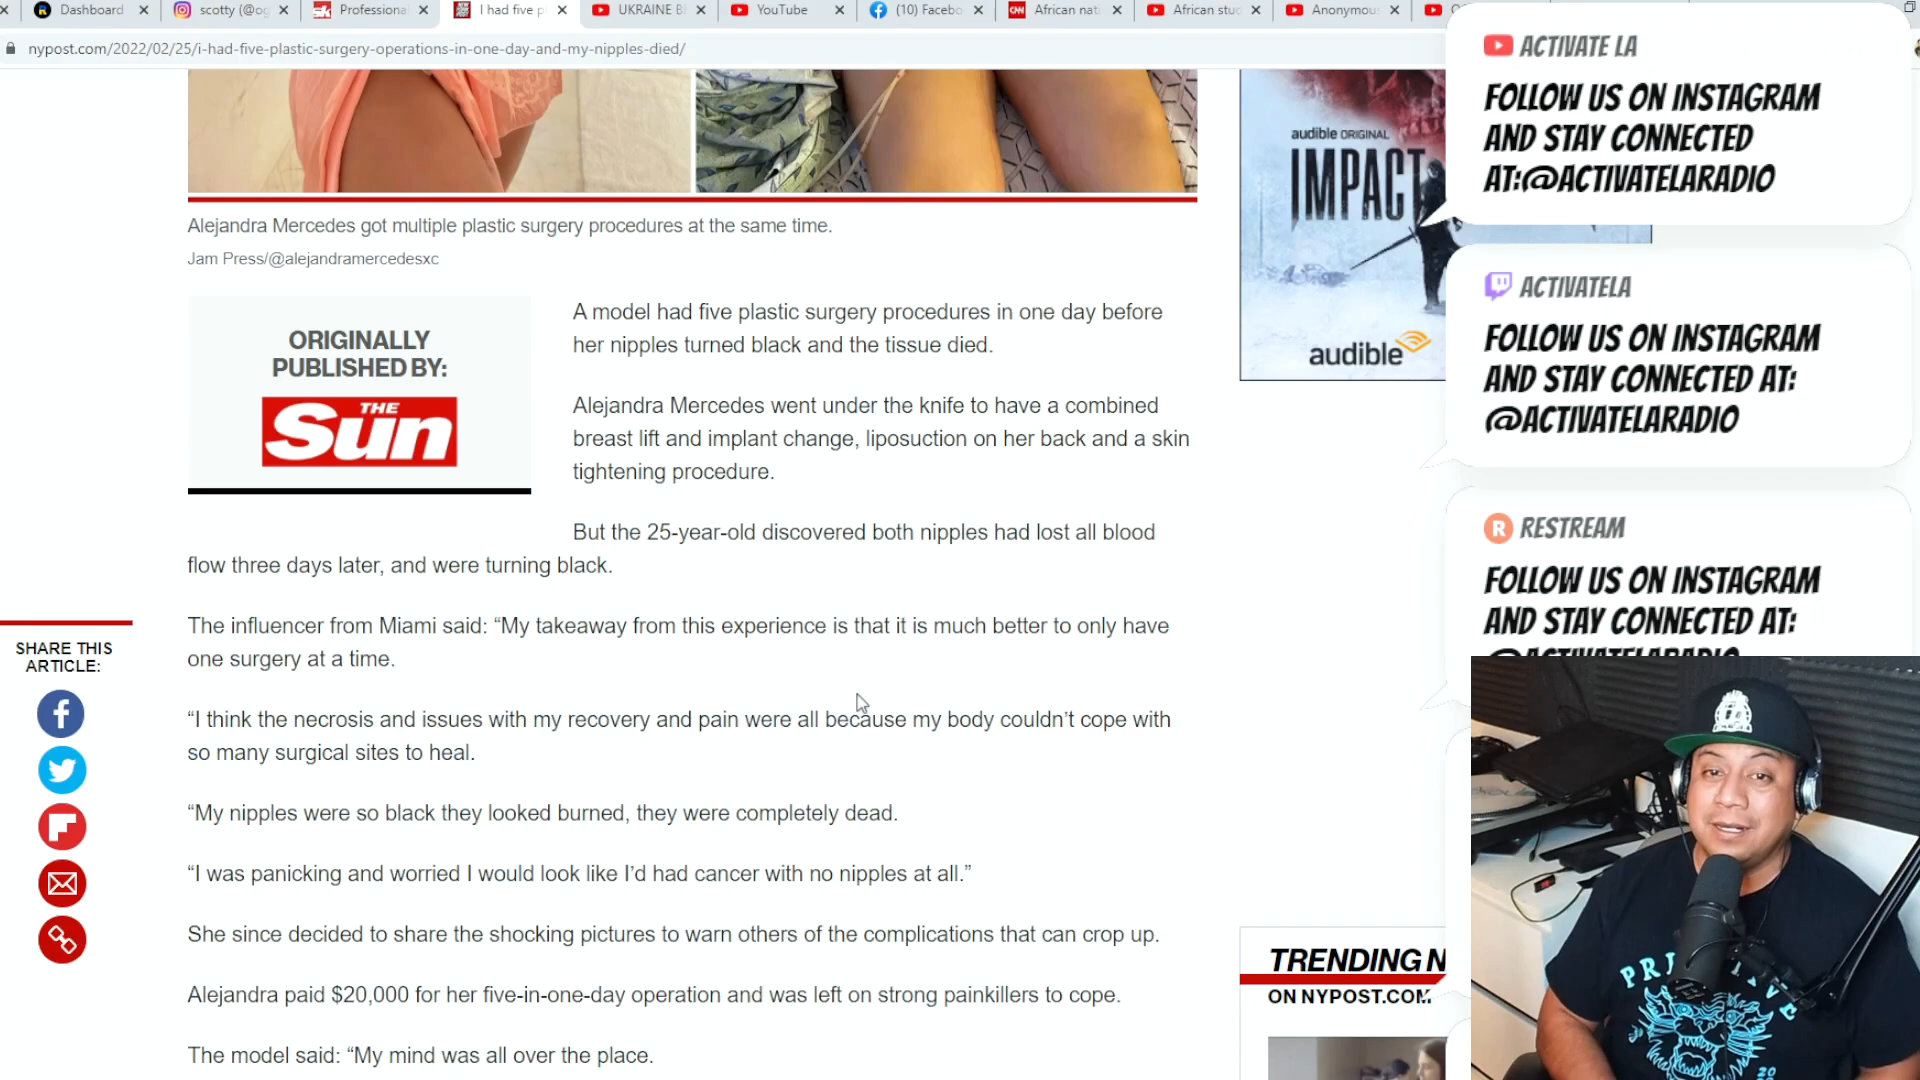 Dashboard
scotty (@og
Professiona
I had five p
UKRAINE B
YouTube
(10) Facebo
CNN
African nat
African stuc
Anonymou
nypost.com/2022/02/25/i-had-five-plastic-surgery-operations-in-one-day-and-my-nipples-died/
Alejandra Mercedes got multiple plastic surgery procedures at the same time.
Jam Press/@alejandramercedesxc
ORIGINALLY
PUBLISHED BY:
THE
Sun
A model had five plastic surgery procedures in one day before
her nipples turned black and the tissue died.
Alejandra Mercedes went under the knife to have a combined
breast lift and implant change, liposuction on her back and a skin
tightening procedure.
But the 25-year-old discovered both nipples had lost all blood
flow three days later, and were turning black.
The influencer from Miami said: “My takeaway from this experience is that it is much better to only have
one surgery at a time.
“I think the necrosis and issues with my recovery and pain were all because my body couldn’t cope with
so many surgical sites to heal.
“My nipples were so black they looked burned, they were completely dead.
“I was panicking and worried I would look like I’d had cancer with no nipples at all.”
She since decided to share the shocking pictures to warn others of the complications that can crop up.
Alejandra paid $20,000 for her five-in-one-day operation and was left on strong painkillers to cope.
The model said: “My mind was all over the place.
SHARE THIS
ARTICLE:
audible ORIGINAL
IMPACT
audible
TRENDING N
ON NYPOST.COM
ACTIVATE LA
FOLLOW US ON INSTAGRAM
AND STAY CONNECTED
AT:@ACTIVATELARADIO
ACTIVATELA
FOLLOW US ON INSTAGRAM
AND STAY CONNECTED AT:
@ACTIVATELARADIO
R RESTREAM
FOLLOW US ON INSTAGRAM
AND STAY CONNECTED AT:
@ACTIVATELARADIO